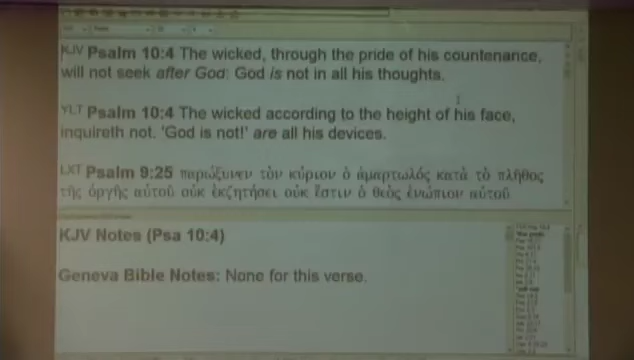 KJV Psalm 10:4 The wicked, through the pride of his countenance,
will not seek after God: God is not in all his thoughts.
YLT Psalm 10:4 The wicked according to the height of his face,
inquireth not. 'God is not!' are all his devices.
LXT Psalm 9:25 παρώξυνεν τὸν κύριον ὁ ἁμαρτωλός κατὰ τὸ πλῆθος
τῆς ὀργῆς αὐτοῦ οὐκ ἐκζητήσει οὐκ ἔστιν ὁ θεὸς ἐνώπιον αὐτοῦ
KJV Notes (Psa 10:4)
Geneva Bible Notes: None for this verse.